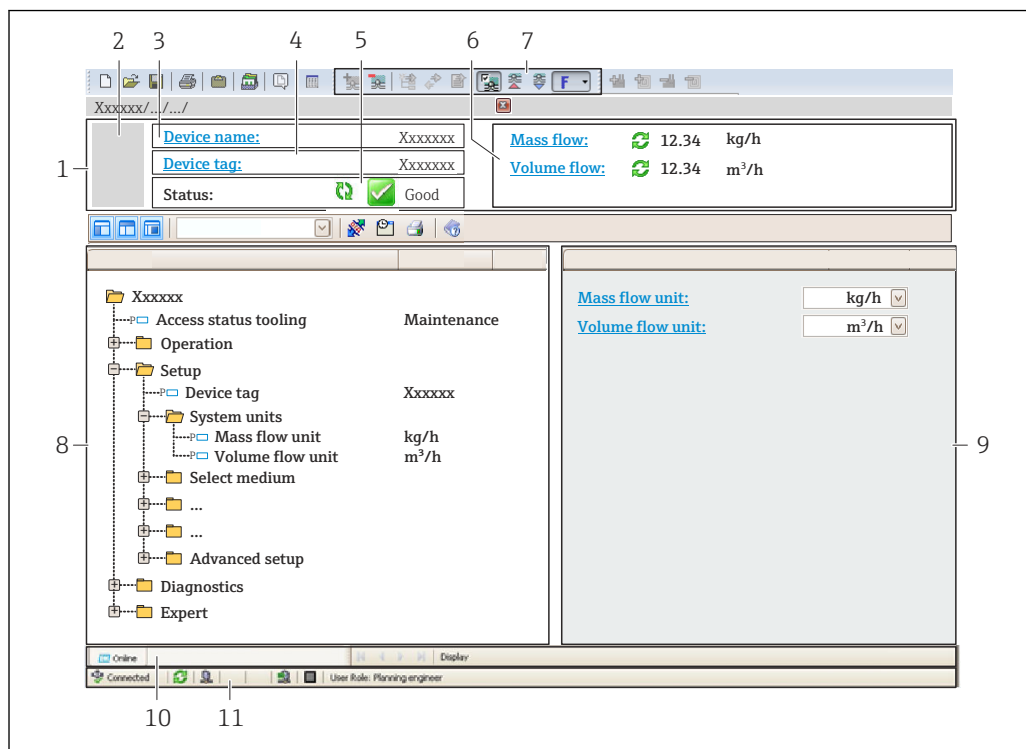 2 3 4 5 6 7
F
Xxxxxx/.../.../
1
Device name: Xxxxxxx
Device tag: Xxxxxxx
Status: Good
Mass flow: 12.34 kg/h
Volume flow: 12.34 m³/h
Xxxxxx
P Access status tooling Maintenance
Operation
Setup
P Device tag Xxxxxx
System units
P Mass flow unit kg/h
P Volume flow unit m³/h
Select medium
...
...
Advanced setup
Diagnostics
Expert
Mass flow unit: kg/h
Volume flow unit: m³/h
8
9
Online Display
Connected User Role: Planning engineer
10 11